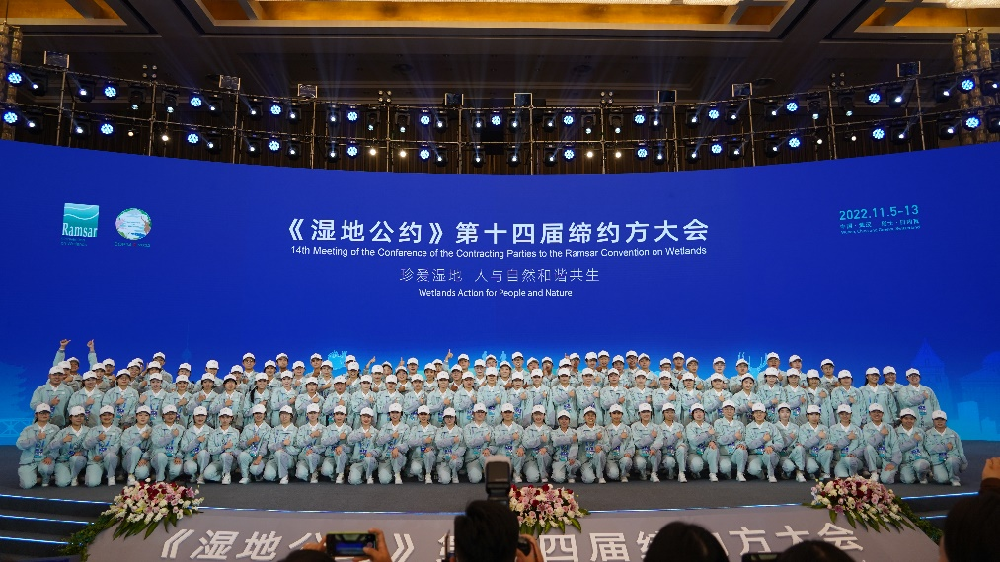 Ramsar
2022.11.5-13
《湿地公约》第十四届缔约方大会
14th Meeting of the Conference of the Contracting Parties to the Ramsar Convention on Wetlands
珍爱湿地 人与自然和谐共生
Wetlands Action for People and Nature
《湿地公 》第十四届缔约方大会